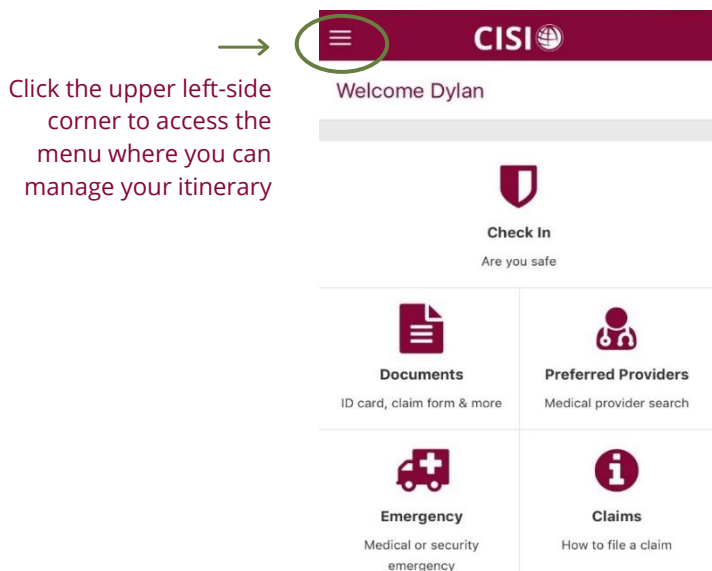 CISI
Click the upper left-side
corner to access the
menu where you can
manage your itinerary
Welcome Dylan
Check In
Are you safe
Documents
ID card, claim form & more
Preferred Providers
Medical provider search
Emergency
Medical or security
emergency
Claims
How to file a claim